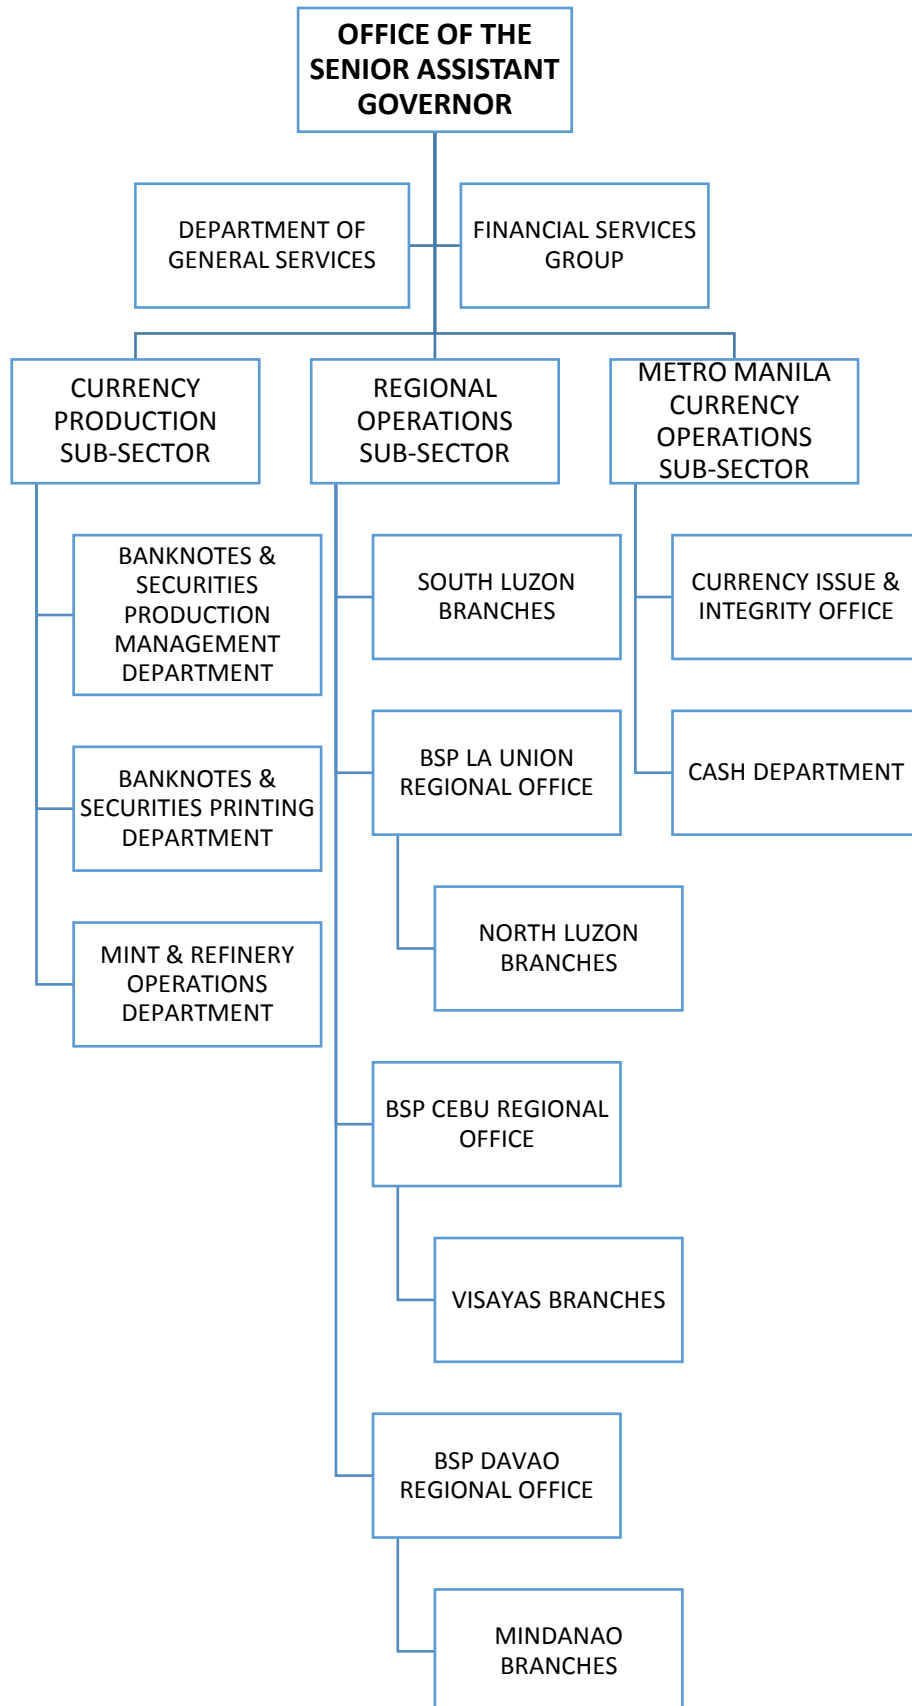 OFFICE OF THE
SENIOR ASSISTANT
GOVERNOR
DEPARTMENT OF
GENERAL SERVICES
FINANCIAL SERVICES
GROUP
CURRENCY
PRODUCTION
SUB-SECTOR
REGIONAL
OPERATIONS
SUB-SECTOR
METRO MANILA
CURRENCY
OPERATIONS
SUB-SECTOR
BANKNOTES &
SECURITIES
PRODUCTION
MANAGEMENT
DEPARTMENT
BANKNOTES &
SECURITIES PRINTING
DEPARTMENT
MINT & REFINERY
OPERATIONS
DEPARTMENT
SOUTH LUZON
BRANCHES
BSP LA UNION
REGIONAL OFFICE
NORTH LUZON
BRANCHES
BSP CEBU REGIONAL
OFFICE
VISAYAS BRANCHES
BSP DAVAO
REGIONAL OFFICE
MINDANAO
BRANCHES
CURRENCY ISSUE &
INTEGRITY OFFICE
CASH DEPARTMENT